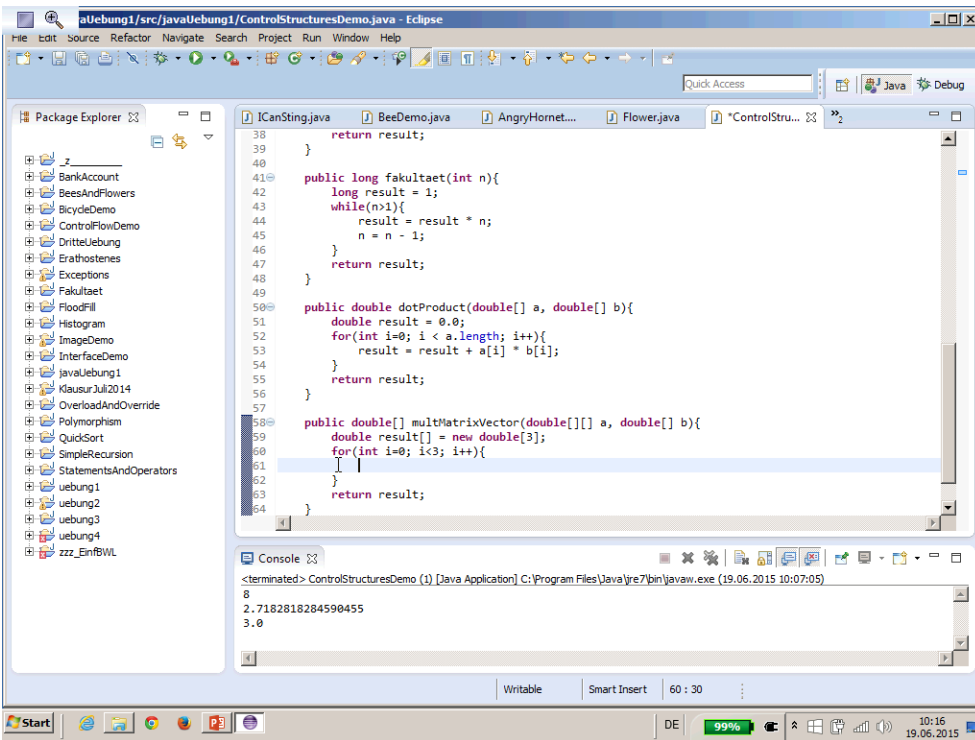 aUebung1/src/javaUebung1/ControlStructuresDemo.java - Eclipse
File Edit Source Refactor Navigate Search Project Run Window Help
Quick Access
Java
Debug
Package Explorer
_z_________
BankAccount
BeesAndFlowers
BicycleDemo
ControlFlowDemo
DritteUebung
Erathostenes
Exceptions
Fakultaet
FloodFill
Histogram
ImageDemo
InterfaceDemo
javaUebung1
KlausurJuli2014
OverloadAndOverride
Polymorphism
QuickSort
SimpleRecursion
StatementsAndOperators
uebung1
uebung2
uebung3
uebung4
zzz_EinfBWL
ICanSting.java BeeDemo.java AngryHornet.... Flower.java *ControlStru... »2
38 return result;
39 }
40
41 public long fakultaet(int n){
42 long result = 1;
43 while(n>1){
44 result = result * n;
45 n = n - 1;
46 }
47 return result;
48 }
49
50 public double dotProduct(double[] a, double[] b){
51 double result = 0.0;
52 for(int i=0; i < a.length; i++){
53 result = result + a[i] * b[i];
54 }
55 return result;
56 }
57
58 public double[] multMatrixVector(double[][] a, double[] b){
59 double result[] = new double[3];
60 for(int i=0; i<3; i++){
61
62 }
63 return result;
64 }
Console
<terminated> ControlStructuresDemo (1) [Java Application] C:\Program Files\Java\jre7\bin\javaw.exe (19.06.2015 10:07:05)
8
2.7182818284590455
3.0
Writable
Smart Insert
60 : 30
Start
DE
99%
10:16
19.06.2015